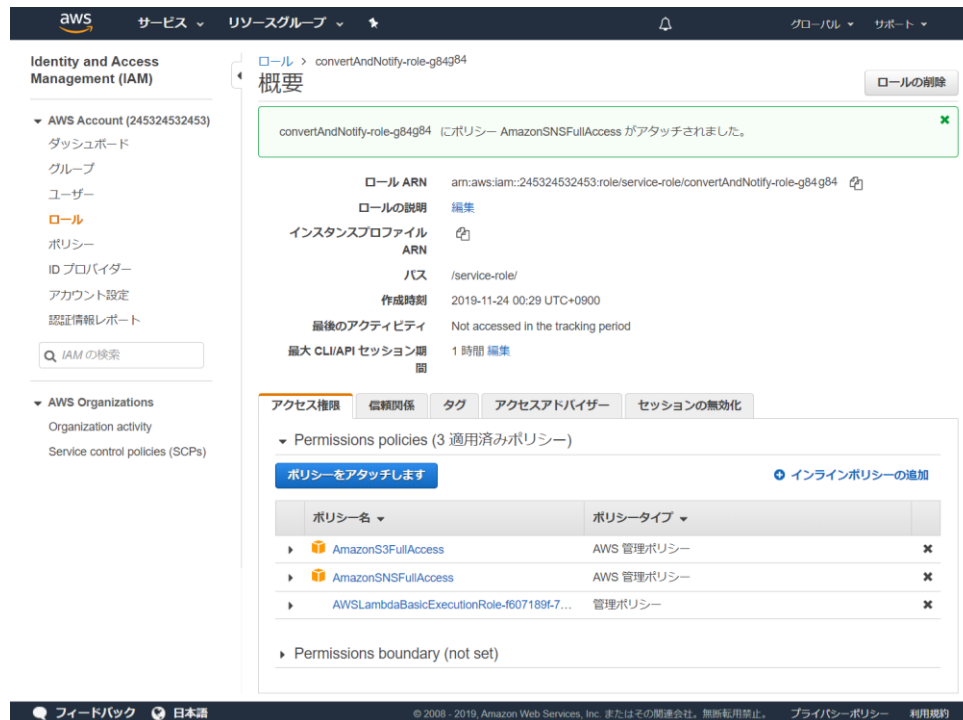 aws
サービス
リソースグループ
グローバル
サポート
Identity and Access
Management (IAM)
AWS Account (245324532453)
ダッシュボード
グループ
ユーザー
ロール
ポリシー
ID プロバイダー
アカウント設定
認証情報レポート
IAM の検索
AWS Organizations
Organization activity
Service control policies (SCPs)
ロール > convertAndNotify-role-g84g84
概要
ロールの削除
convertAndNotify-role-g84g84 にポリシー AmazonSNSFullAccess がアタッチされました。
ロール ARN arn:aws:iam::245324532453:role/service-role/convertAndNotify-role-g84g84
ロールの説明 編集
インスタンスプロファイル
ARN
パス /service-role/
作成時刻 2019-11-24 00:29 UTC+0900
最後のアクティビティ Not accessed in the tracking period
最大 CLI/API セッション期 1 時間 編集
間
アクセス権限 信頼関係 タグ アクセスアドバイザー セッションの無効化
Permissions policies (3 適用済みポリシー)
ポリシーをアタッチします
インラインポリシーの追加
ポリシー名 ポリシータイプ
AmazonS3FullAccess AWS 管理ポリシー
AmazonSNSFullAccess AWS 管理ポリシー
AWSLambdaBasicExecutionRole-f607189f-7... 管理ポリシー
Permissions boundary (not set)
フィードバック 日本語 © 2008 - 2019, Amazon Web Services, Inc. またはその関連会社。無断転用禁止。 プライバシーポリシー 利用規約